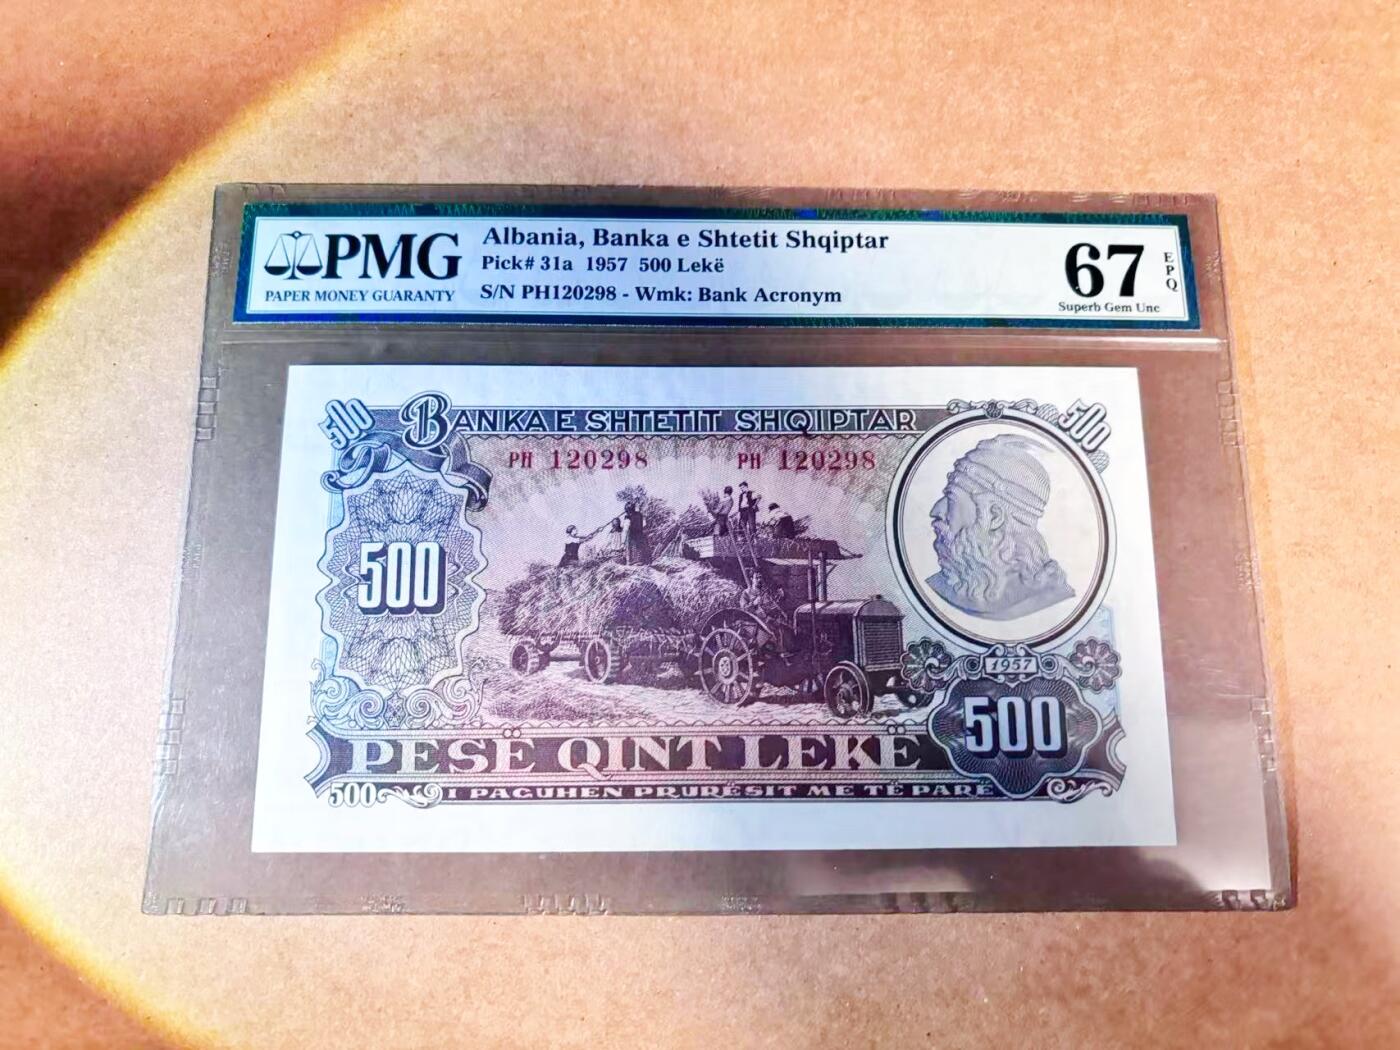 PMG
PAPER MONEY GUARANTY
Albania, Banka e Shtetit Shqiptar
Pick# 31a 1957 500 Lekë
S/N PH120298 - Wmk: Bank Acronym
67
EPQ
Superb Gem Unc
500
BANKA E SHTETIT SHQIPTAR
500
PH 120298
PH 120298
500
1957
500
PESË QINT LEKË
500
I PAGUHEN PRURËSIT ME TË PARË